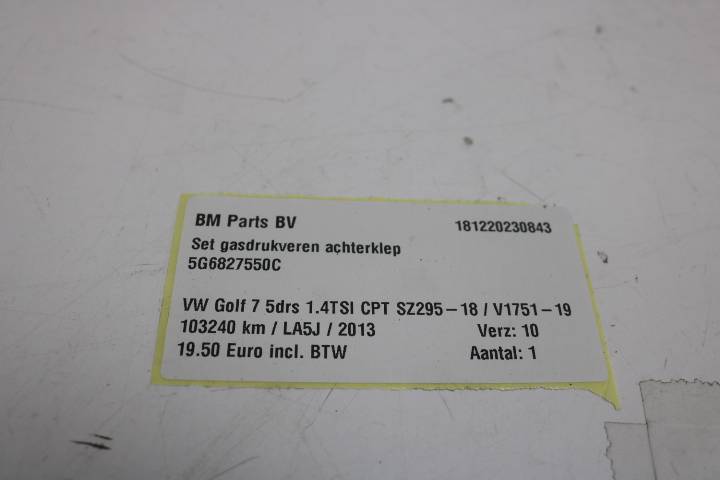 BM Parts BV 181220230843
Set gasdrukveren achterklep
5G6827550C
VW Golf 7 5drs 1.4TSI CPT SZ295-18 / V1751-19
103240 km / LA5J / 2013 Verz: 10
19.50 Euro incl. BTW Aantal: 1